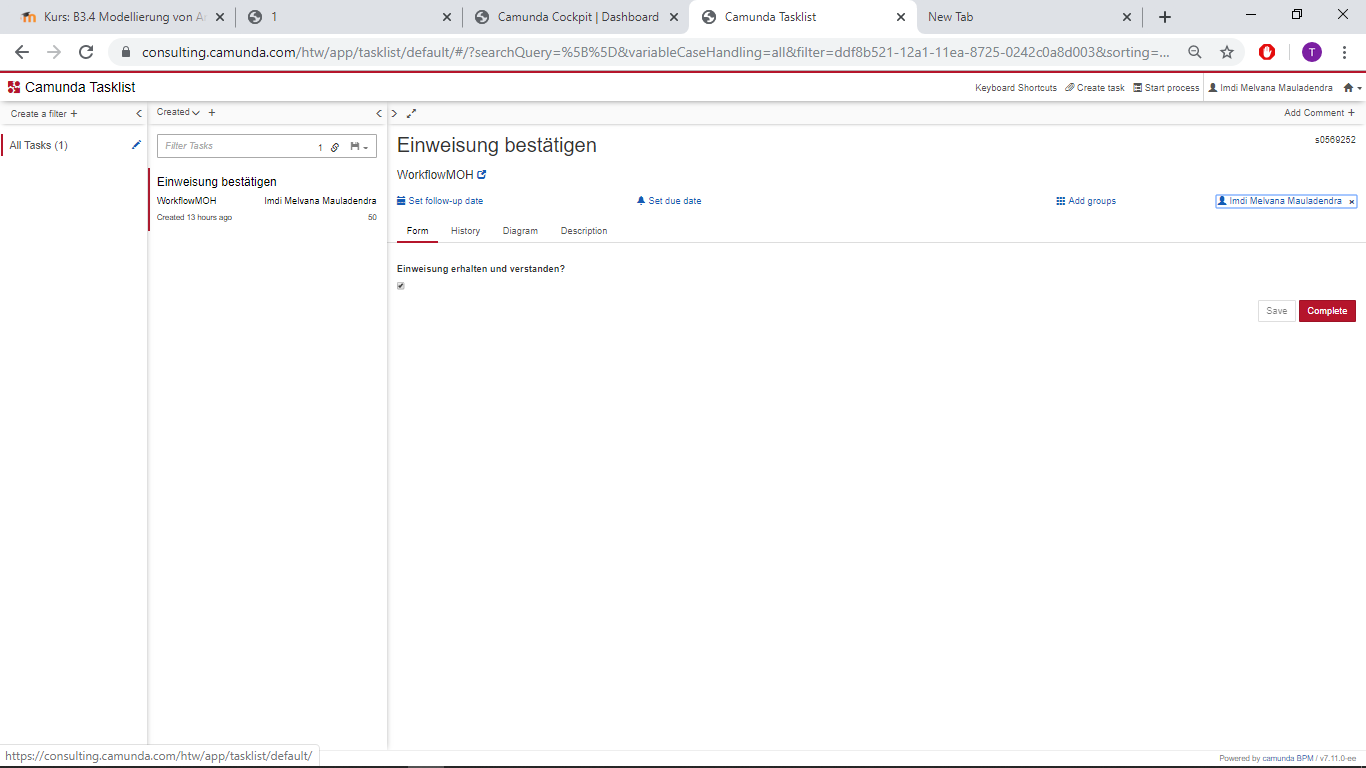 Kurs: B3.4 Modellierung von A
1
Camunda Cockpit | Dashboard
Camunda Tasklist
New Tab
consulting.camunda.com/htw/app/tasklist/default/#/?searchQuery=%5B%5D&variableCaseHandling=all&filter=ddf8b521-12a1-11ea-8725-0242c0a8d003&sorting=...
T
Camunda Tasklist
Keyboard Shortcuts Create task Start process Imdi Melvana Mauladendra
Create a filter +
Created +
Add Comment +
All Tasks (1)
Filter Tasks 1
Einweisung bestätigen
WorkflowMOH Imdi Melvana Mauladendra
Created 13 hours ago 50
Einweisung bestätigen
s0569252
WorkflowMOH
Set follow-up date Set due date Add groups Imdi Melvana Mauladendra ×
Form History Diagram Description
Einweisung erhalten und verstanden?
Save Complete
https://consulting.camunda.com/htw/app/tasklist/default/
Powered by camunda BPM / v7.11.0-ee